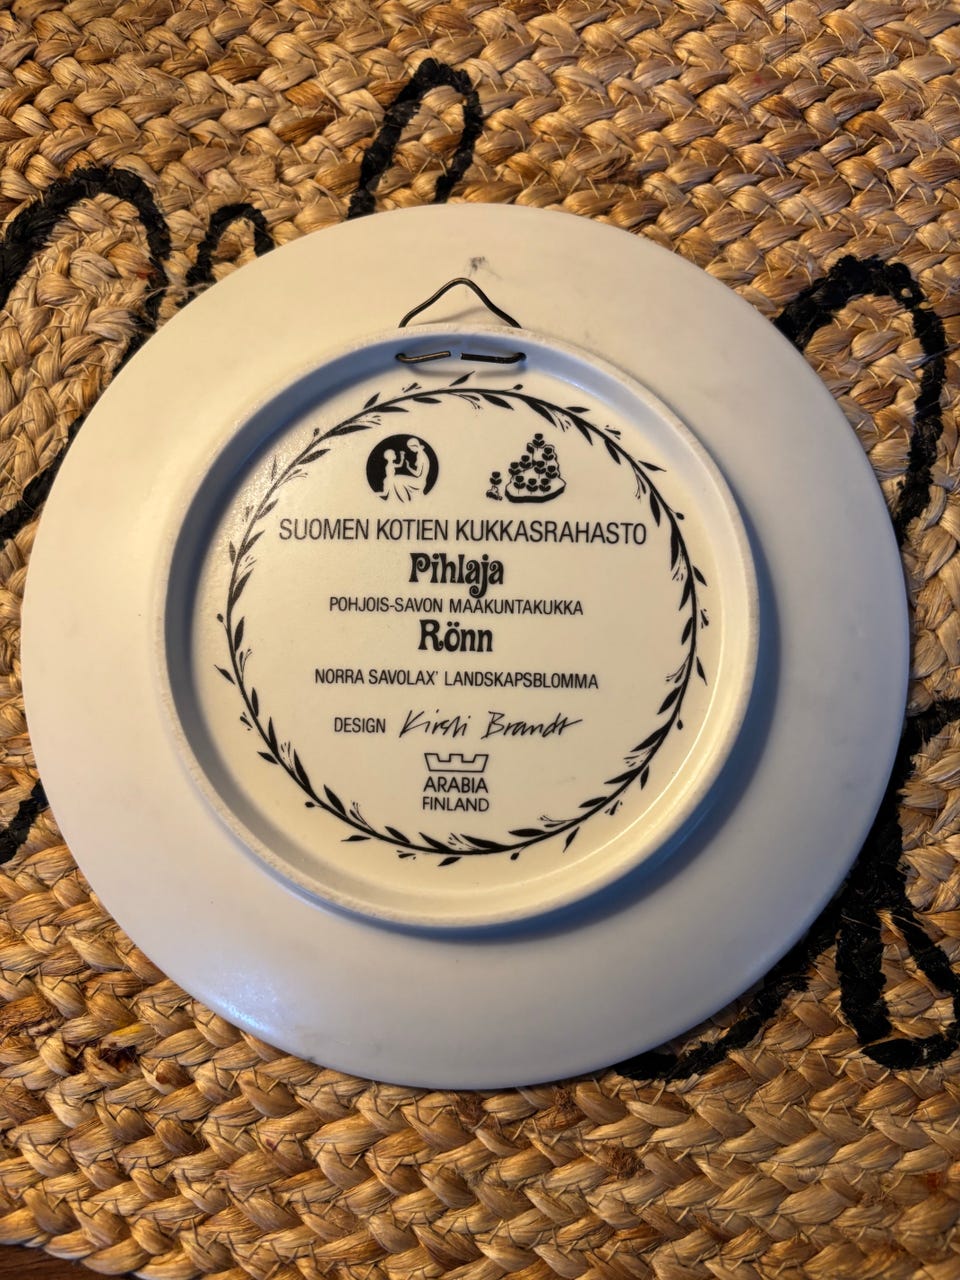 SUOMEN KOTIEN KUKKASRAHASTO
Pihlaja
POHJOIS-SAVON MAAKUNTAKUKKA
Rönn
NORRA SAVOLAX' LANDSKAPSBLOMMA
DESIGN Kirsti Brandt
ARABIA
FINLAND